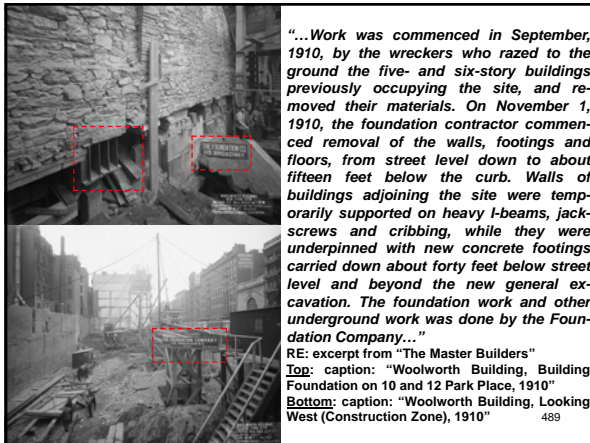 “…Work was commenced in September,
1910, by the wreckers who razed to the
ground the five- and six-story buildings
previously occupying the site, and re-
moved their materials. On November 1,
1910, the foundation contractor commen-
ced removal of the walls, footings and
floors, from street level down to about
fifteen feet below the curb. Walls of
buildings adjoining the site were temp-
orarily supported on heavy I-beams, jack-
screws and cribbing, while they were
underpinned with new concrete footings
carried down about forty feet below street
level and beyond the new general ex-
cavation. The foundation work and other
underground work was done by the Foun-
dation Company…”
RE: excerpt from “The Master Builders”
Top: caption: “Woolworth Building, Building
Foundation on 10 and 12 Park Place, 1910”
Bottom: caption: “Woolworth Building, Looking
West (Construction Zone), 1910”
489
THE FOUNDATION CO.
115 BROADWAY
FOUNDATION COMPANY